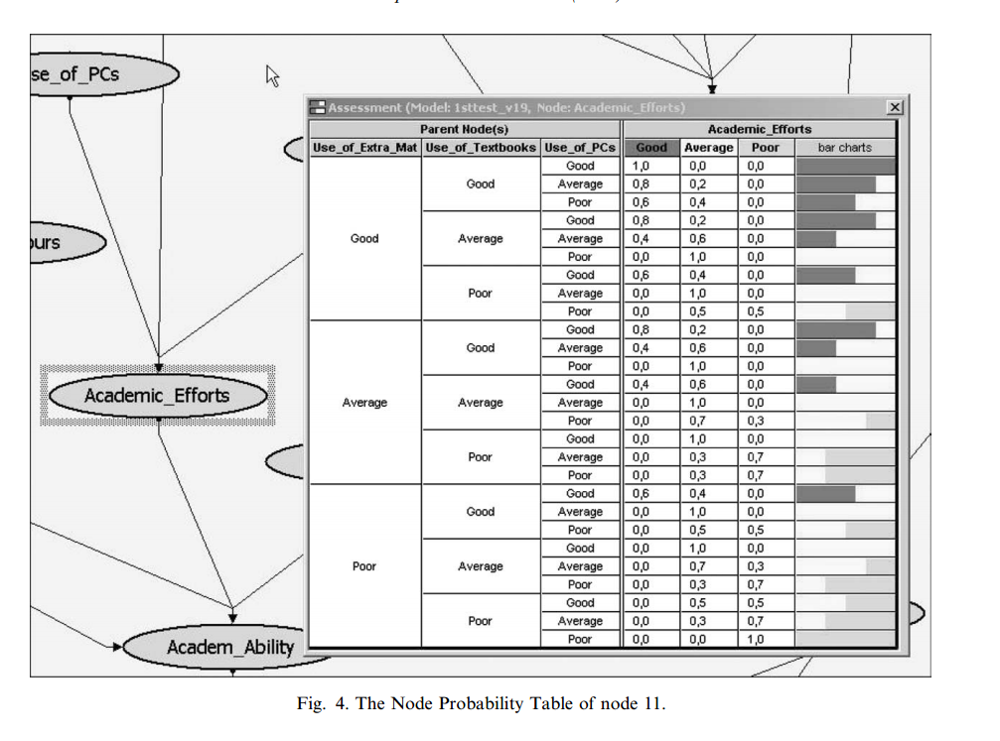 se_of_PCs
Assessment (Model: 1sttest_v19, Node: Academic_Efforts)
Parent Node(s) Academic_Efforts
Use_of_Extra_Mat Use_of_Textbooks Use_of_PCs Good Average Poor bar charts
Good 1,0 0,0 0,0
Good Average 0,8 0,2 0,0
Poor 0,6 0,4 0,0
Good 0,8 0,2 0,0
Good Average Average 0,4 0,6 0,0
Poor 0,0 1,0 0,0
Good 0,6 0,4 0,0
Poor Average 0,0 1,0 0,0
Poor 0,0 0,5 0,5
Good 0,8 0,2 0,0
Good Average 0,4 0,6 0,0
Poor 0,0 1,0 0,0
Good 0,4 0,6 0,0
Average Average Average 0,0 1,0 0,0
Poor 0,0 0,7 0,3
Good 0,0 1,0 0,0
Poor Average 0,0 0,3 0,7
Poor 0,0 0,3 0,7
Good 0,6 0,4 0,0
Good Average 0,0 1,0 0,0
Poor 0,0 0,5 0,5
Good 0,0 1,0 0,0
Poor Average Average 0,0 0,7 0,3
Poor 0,0 0,3 0,7
Good 0,0 0,5 0,5
Poor Average 0,0 0,3 0,7
Poor 0,0 0,0 1,0
ours
Academic_Efforts
Academ_Ability
Fig. 4. The Node Probability Table of node 11.